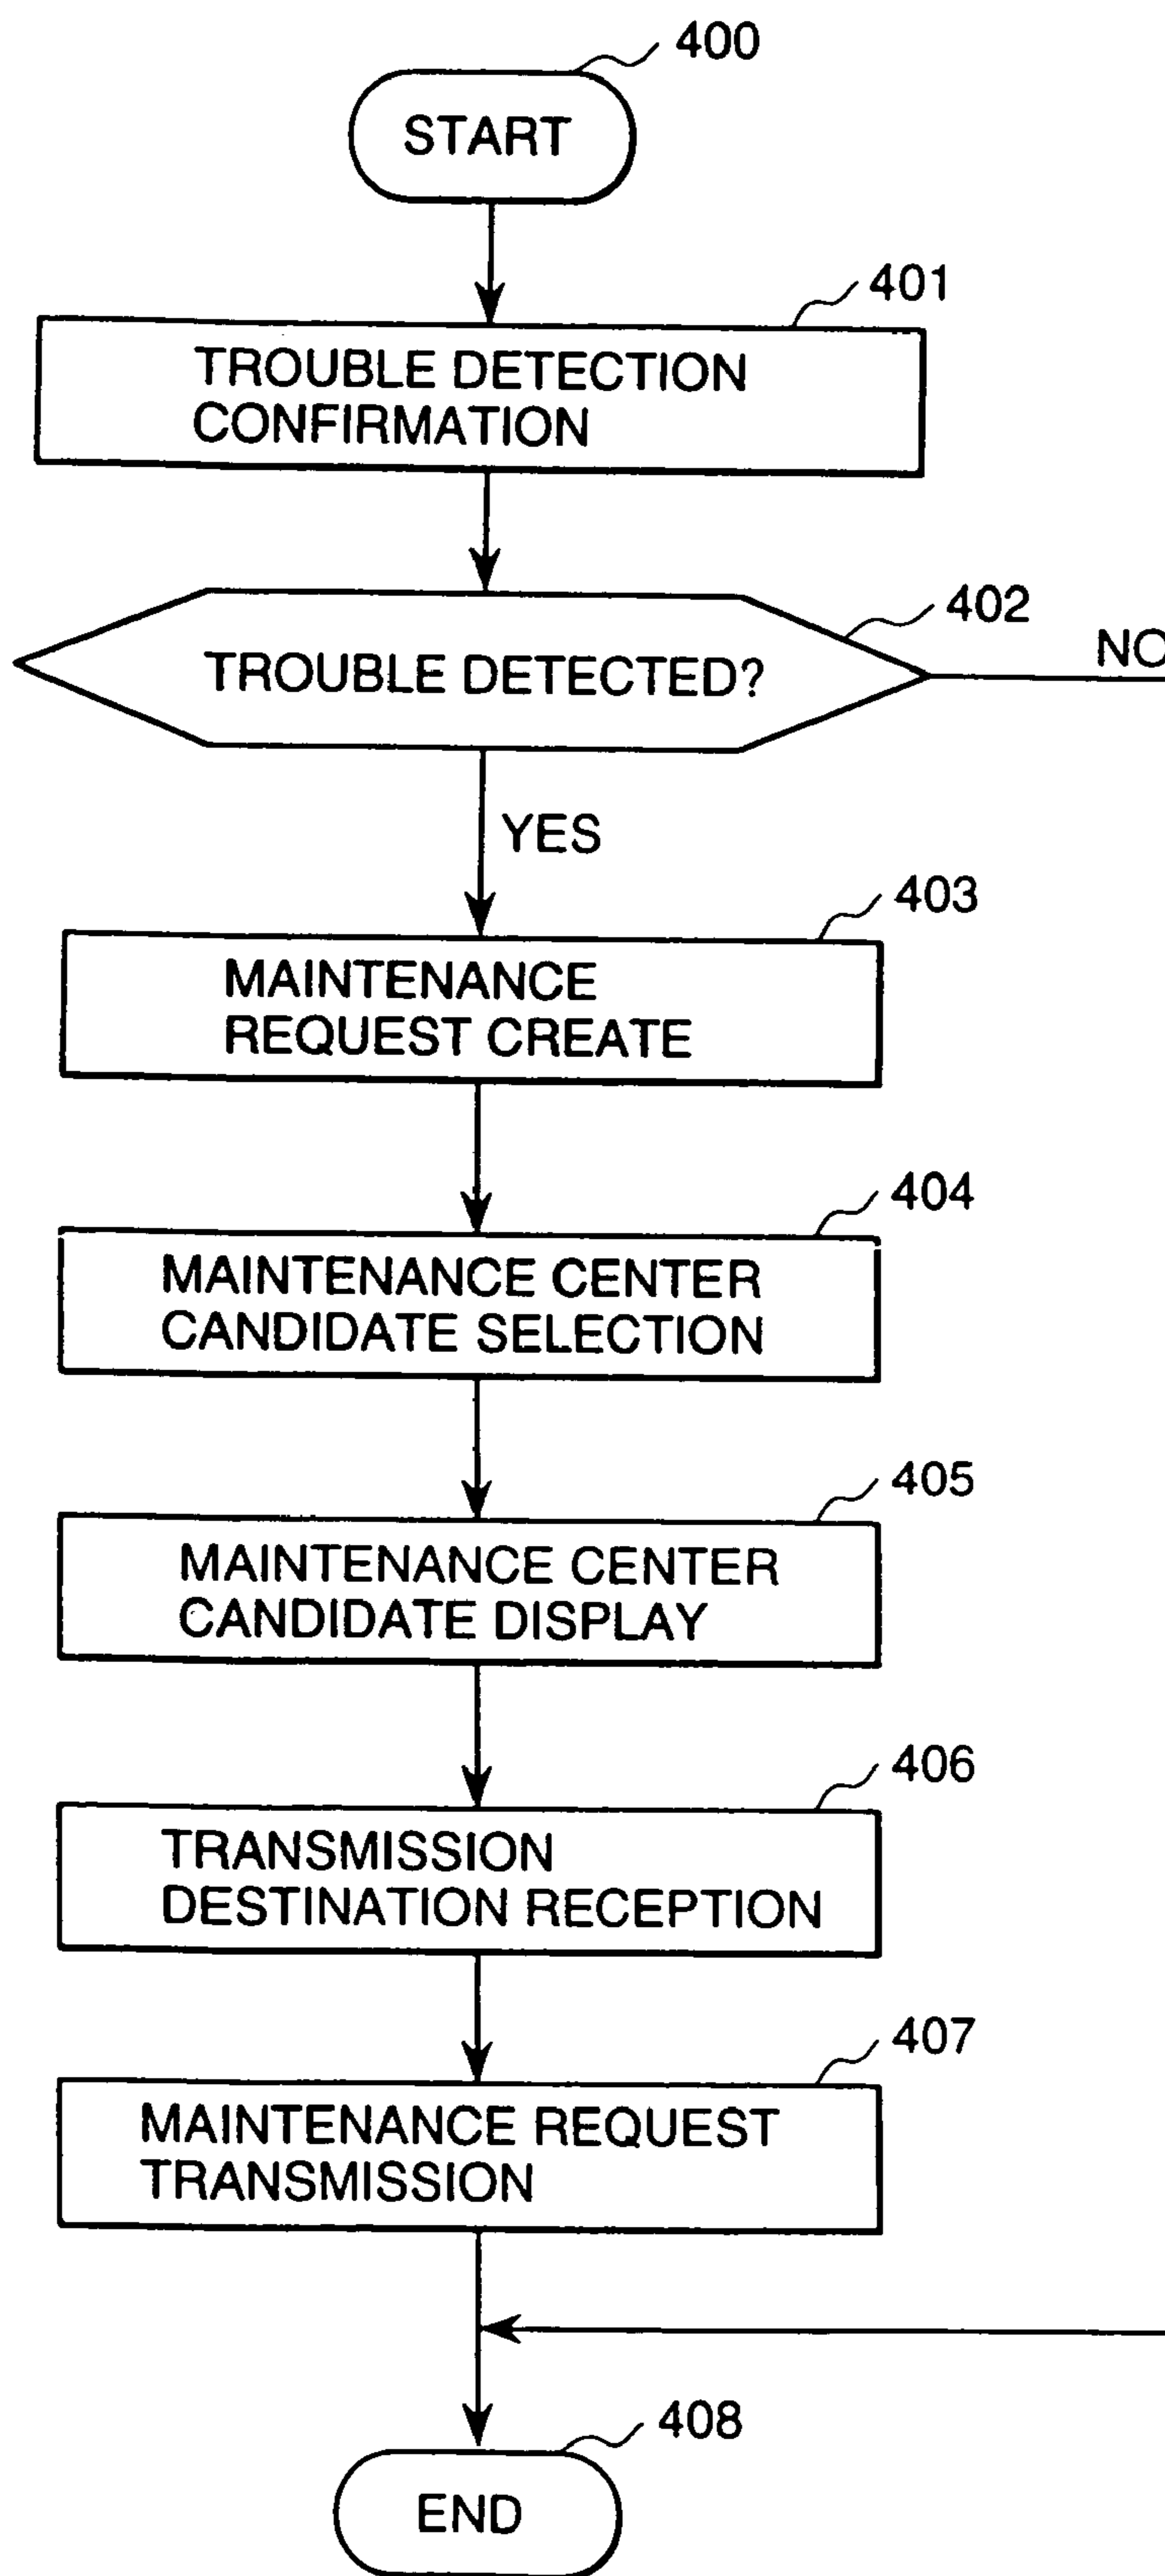 400
START
401
TROUBLE DETECTION
CONFIRMATION
402
TROUBLE DETECTED?
NO
YES
403
MAINTENANCE
REQUEST CREATE
404
MAINTENANCE CENTER
CANDIDATE SELECTION
405
MAINTENANCE CENTER
CANDIDATE DISPLAY
406
TRANSMISSION
DESTINATION RECEPTION
407
MAINTENANCE REQUEST
TRANSMISSION
408
END